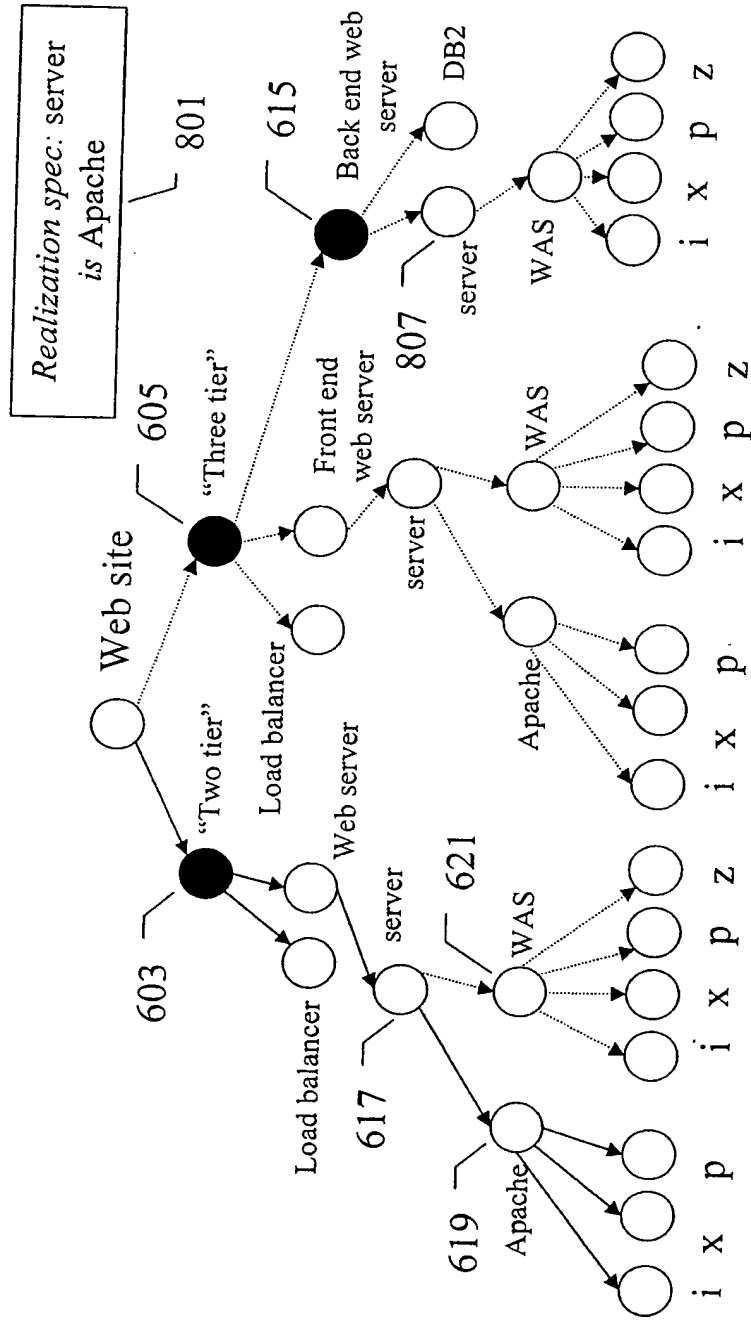 Realization spec: server
is Apache
801
Web site
603
"Two tier"
605
"Three tier"
615
Load balancer
Web server
Load balancer
Front end
web server
Back end web
server
617
server
server
807
server
DB2
619
Apache
621
WAS
Apache
WAS
WAS
i x p
i x p z
i x p
i x p z
i x p z